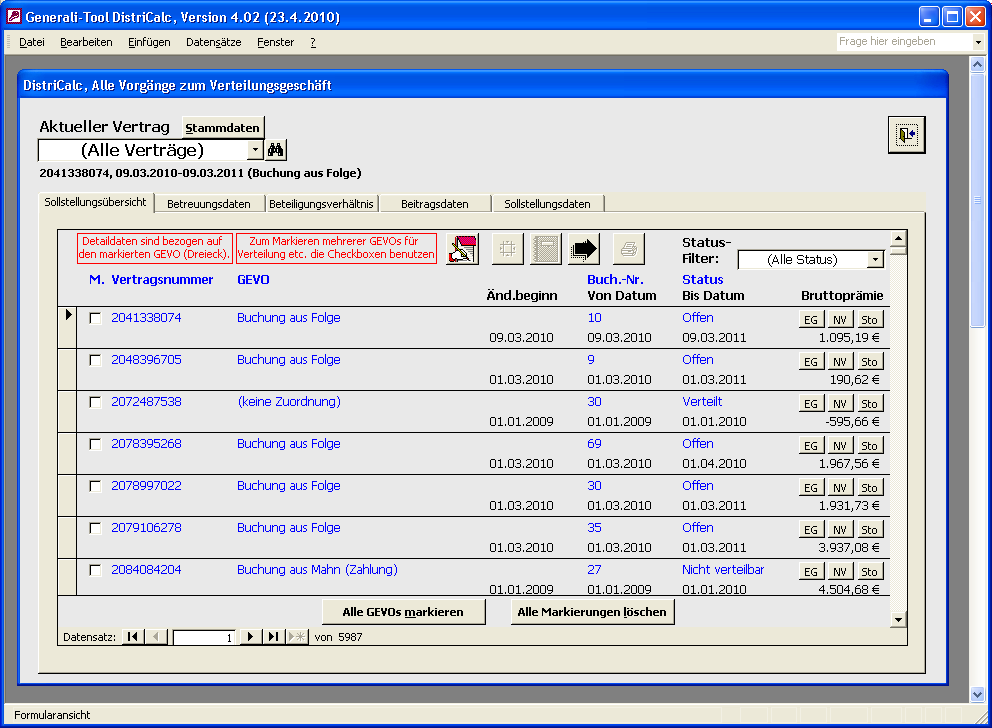 Generali-Tool DistriCalc, Version 4.02 (23.4.2010)
Datei Bearbeiten Einfügen Datensätze Fenster ? Frage hier eingeben
DistriCalc, Alle Vorgänge zum Verteilungsgeschäft
Aktueller Vertrag Stammdaten
(Alle Verträge)
2041338074, 09.03.2010-09.03.2011 (Buchung aus Folge)
Sollstellungsübersicht Betreuungsdaten Beteiligungsverhältnis Beitragsdaten Sollstellungsdaten
Detaildaten sind bezogen auf
den markierten GEVO (Dreieck).
Zum Markieren mehrerer GEVOs für
Verteilung etc. die Checkboxen benutzen
Status-
Filter: (Alle Status)
M. Vertragsnummer GEVO Buch.-Nr. Status
Änd.beginn Von Datum Bis Datum Bruttoprämie
2041338074 Buchung aus Folge 10 Offen EG NV Sto
09.03.2010 09.03.2010 09.03.2011 1.095,19 €
2048396705 Buchung aus Folge 9 Offen EG NV Sto
01.03.2010 01.03.2010 01.03.2011 190,62 €
2072487538 (keine Zuordnung) 30 Verteilt EG NV Sto
01.01.2009 01.01.2009 01.01.2010 -595,66 €
2078395268 Buchung aus Folge 69 Offen EG NV Sto
01.03.2010 01.03.2010 01.04.2010 1.967,56 €
2078997022 Buchung aus Folge 30 Offen EG NV Sto
01.03.2010 01.03.2010 01.03.2011 1.931,73 €
2079106278 Buchung aus Folge 35 Offen EG NV Sto
01.03.2010 01.03.2010 01.03.2011 3.937,08 €
2084084204 Buchung aus Mahn (Zahlung) 27 Nicht verteilbar EG NV Sto
01.01.2009 01.01.2009 01.01.2010 4.504,68 €
Alle GEVOs markieren Alle Markierungen löschen
Datensatz: 1 von 5987
Formularansicht